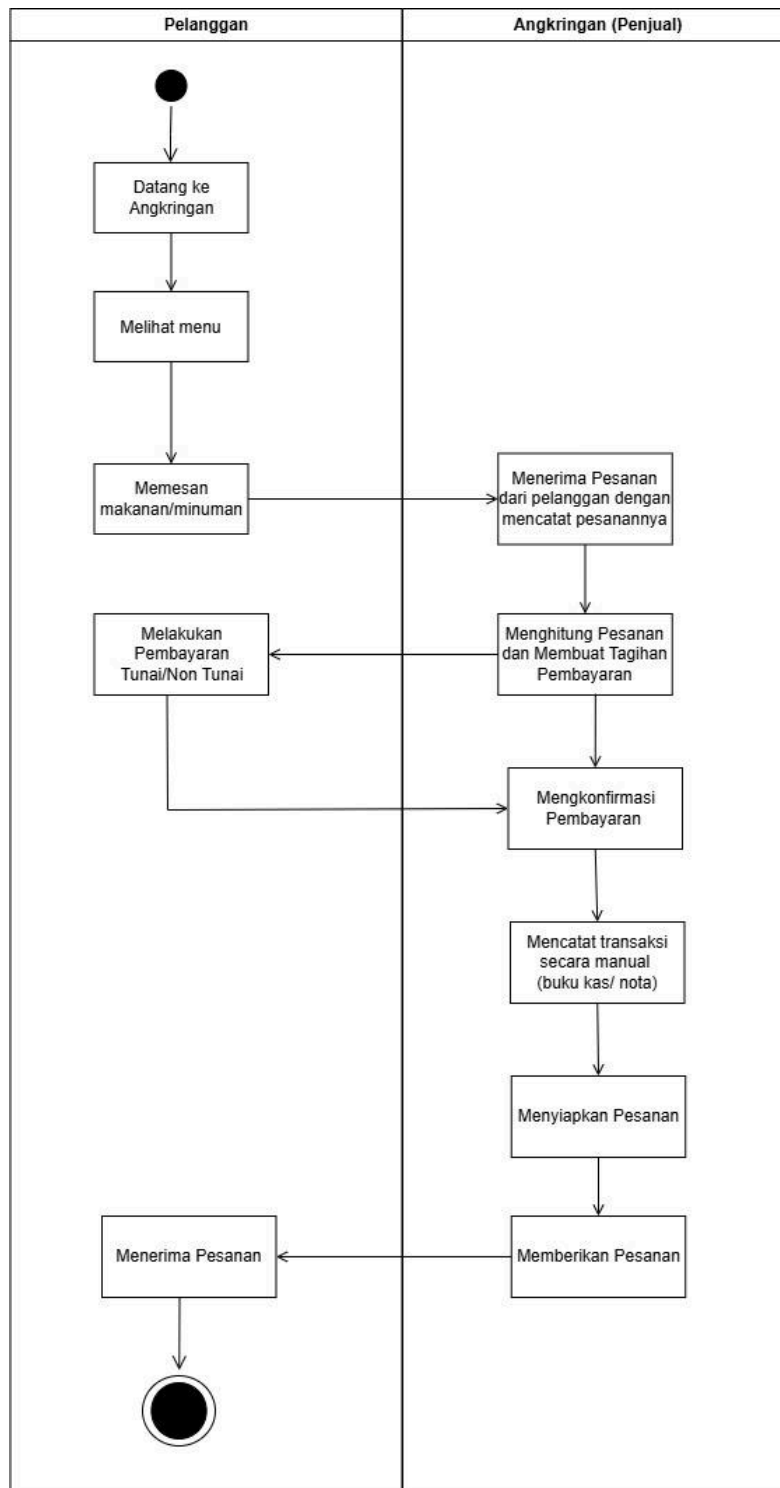 Pelanggan
Angkringan (Penjual)
Datang ke
Angkringan
Melihat menu
Memesan
makanan/minuman
Menerima Pesanan
dari pelanggan dengan
mencatat pesanannya
Melakukan
Pembayaran
Tunai/Non Tunai
Menghitung Pesanan
dan Membuat Tagihan
Pembayaran
Mengkonfirmasi
Pembayaran
Mencatat transaksi
secara manual
(buku kas/ nota)
Menyiapkan Pesanan
Menerima Pesanan
Memberikan Pesanan